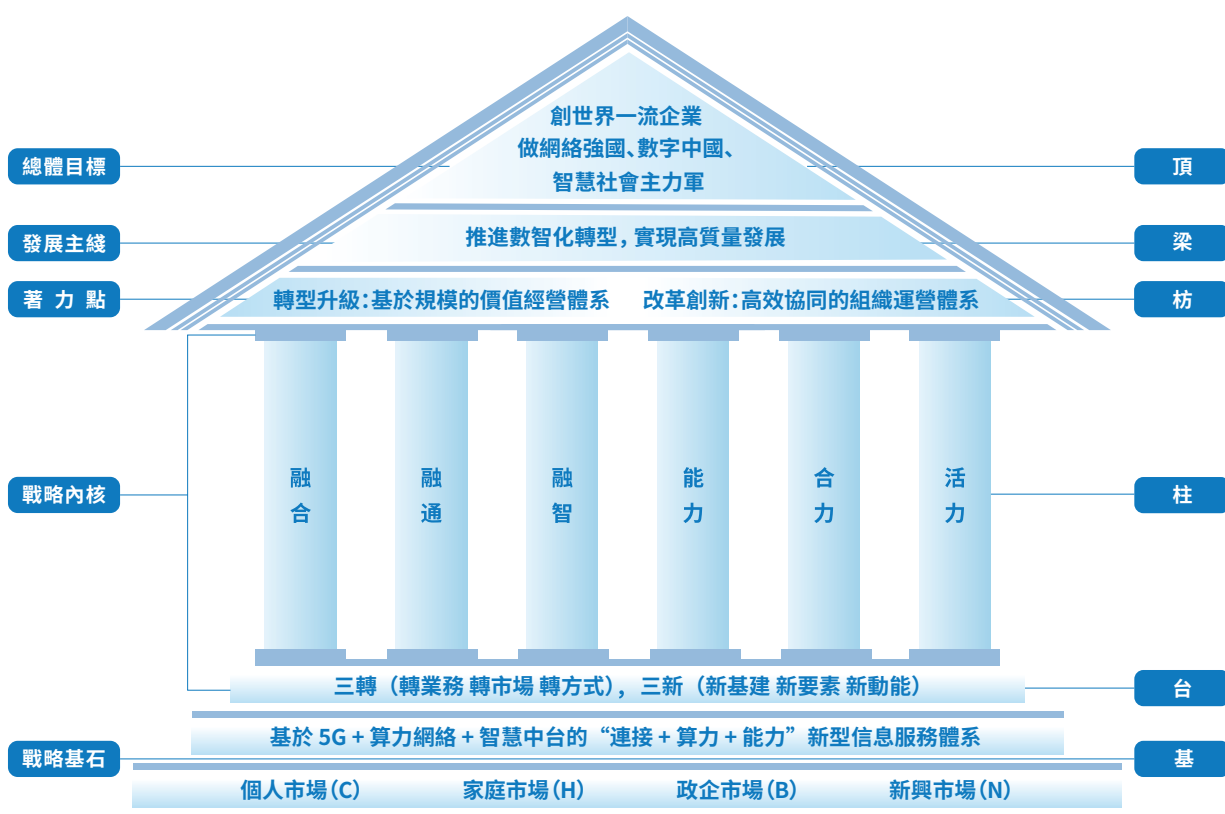 創世界一流企業
做網絡強國、數字中國、
智慧社會主力軍
總體目標
頂
推進數智化轉型，實現高質量發展
發展主綫
梁
著力點
轉型升級：基於規模的價值經營體系
改革創新：高效協同的組織運營體系
枋
戰略內核
融合
融通
融智
能力
合力
活力
柱
三轉（轉業務 轉市場 轉方式），三新（新基建 新要素 新動能）
台
基於 5G + 算力網絡 + 智慧中台的“連接 + 算力 + 能力”新型信息服務體系
戰略基石
基
個人市場（C）
家庭市場（H）
政企市場（B）
新興市場（N）